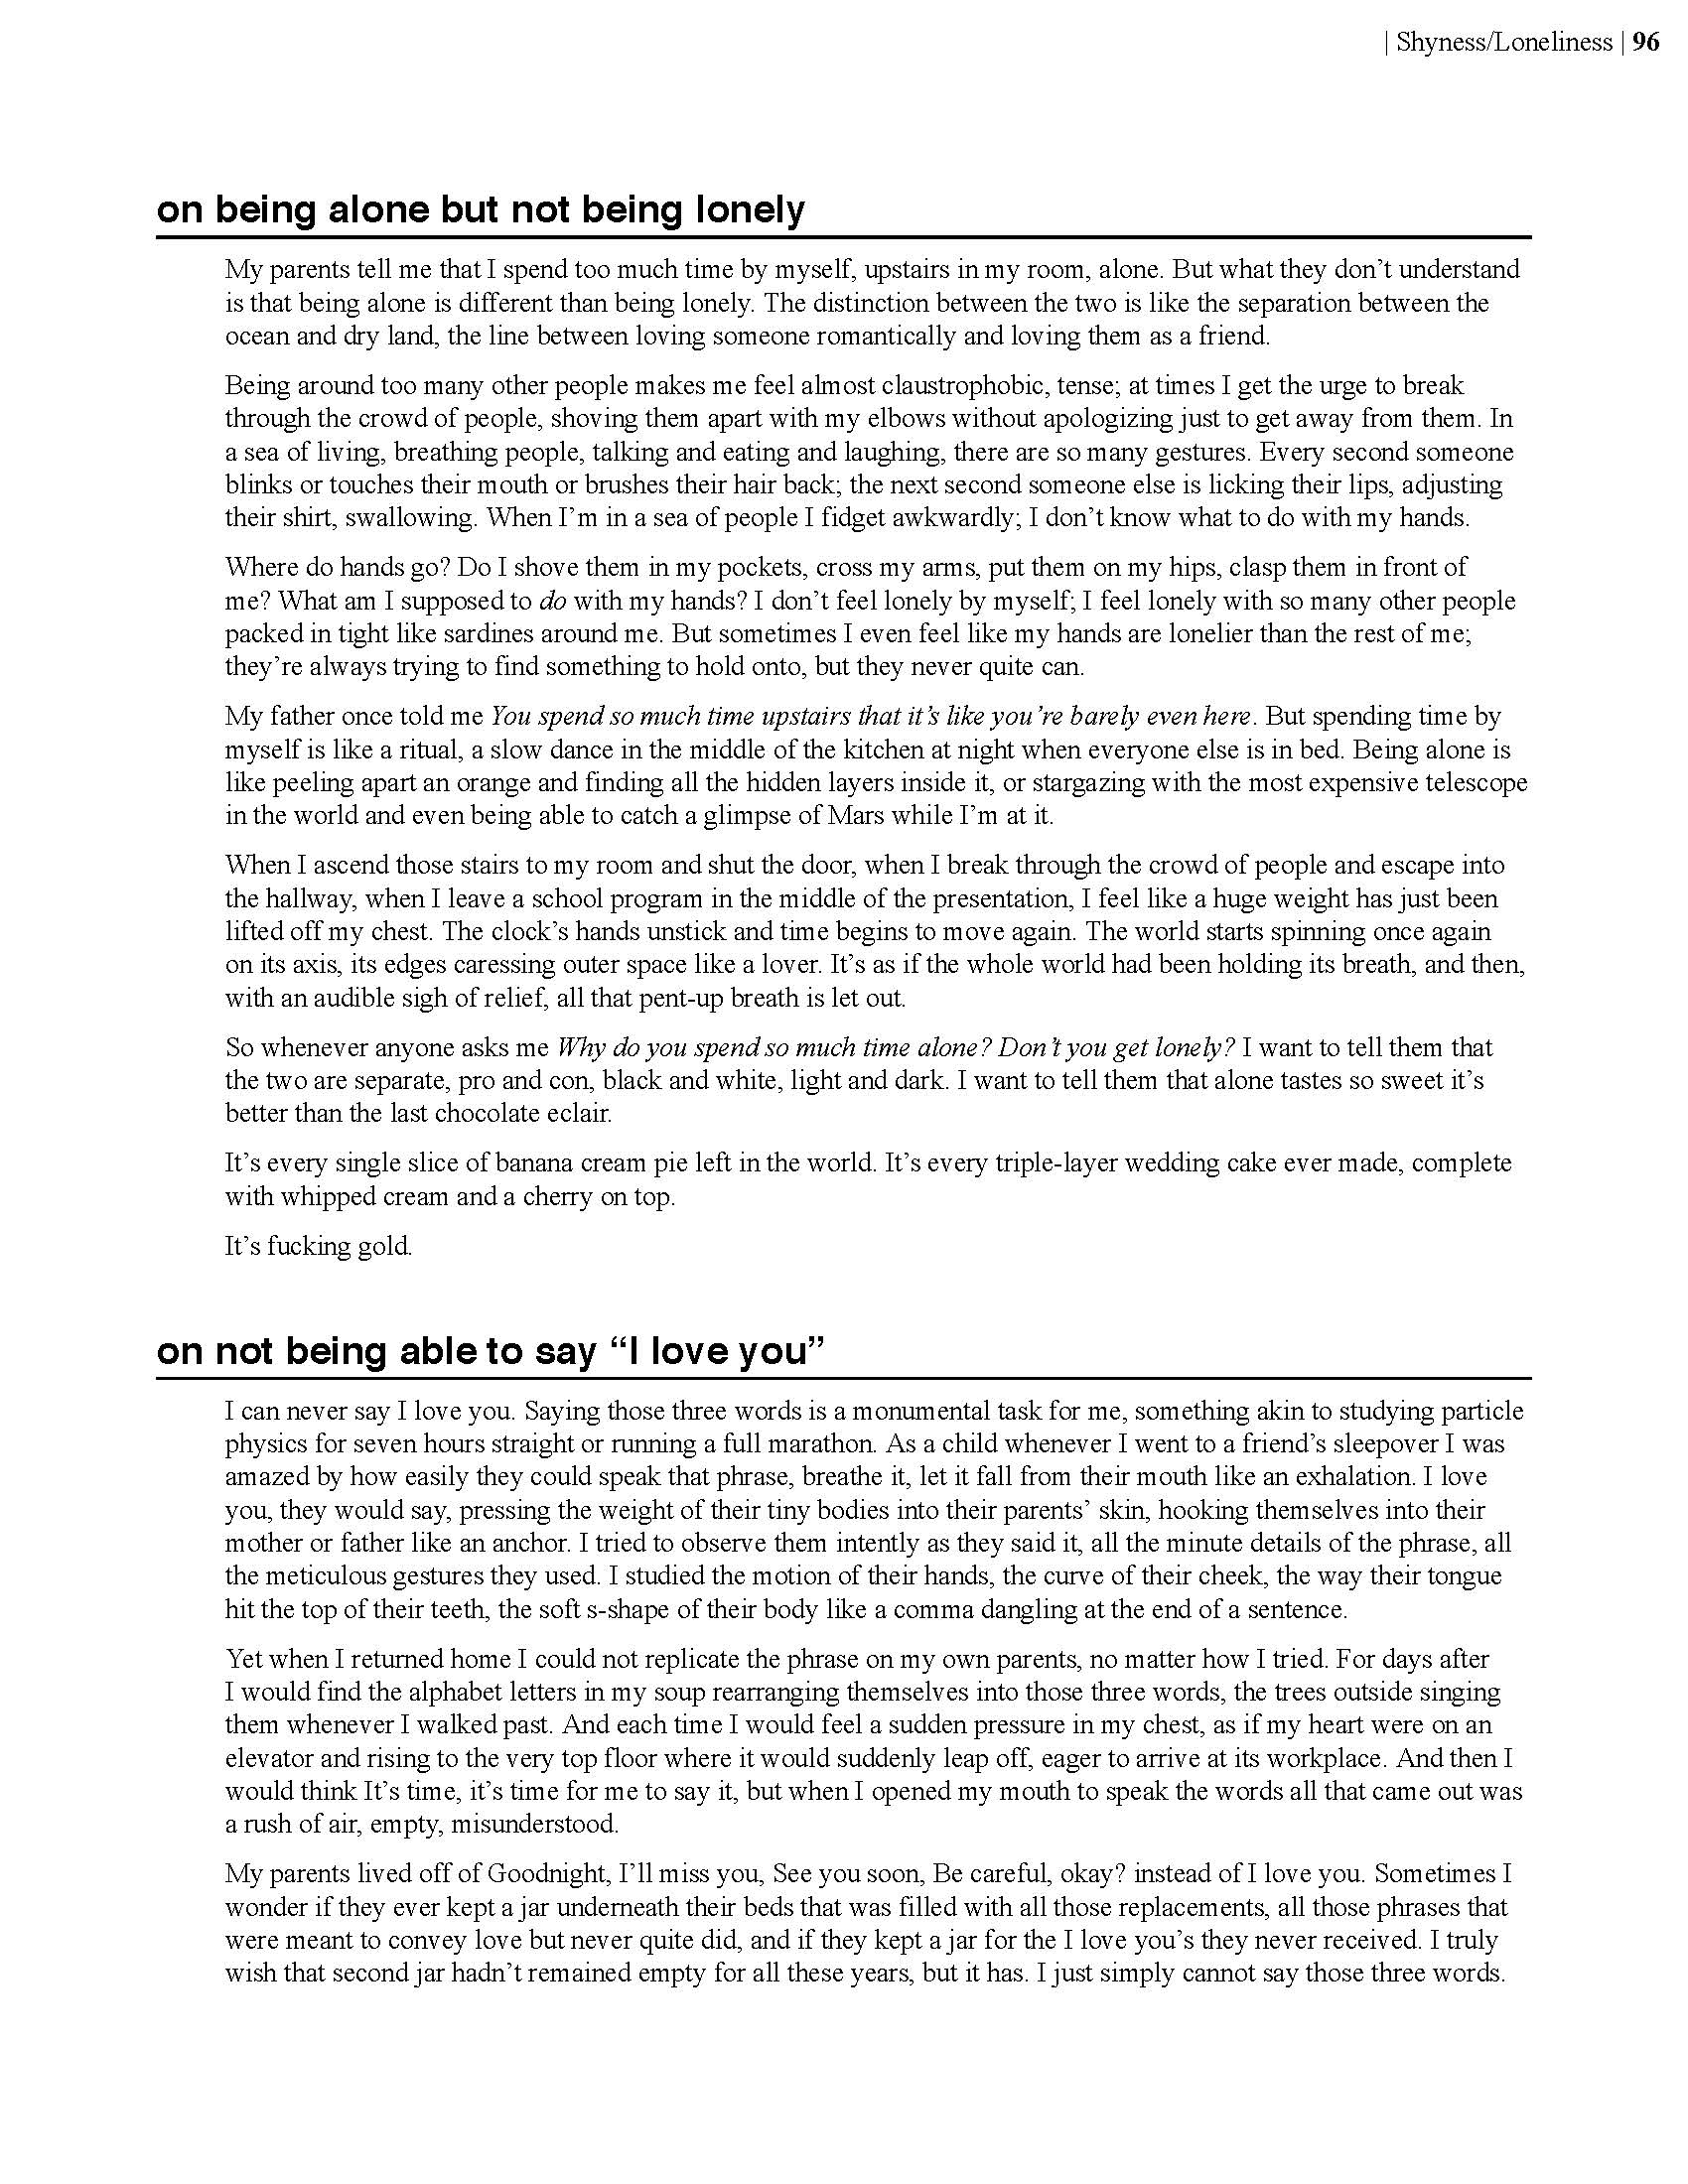 | Shyness/Loneliness | 96
on being alone but not being lonely
My parents tell me that I spend too much time by myself, upstairs in my room, alone. But what they don’t understand
is that being alone is different than being lonely. The distinction between the two is like the separation between the
ocean and dry land, the line between loving someone romantically and loving them as a friend.
Being around too many other people makes me feel almost claustrophobic, tense; at times I get the urge to break
through the crowd of people, shoving them apart with my elbows without apologizing just to get away from them. In
a sea of living, breathing people, talking and eating and laughing, there are so many gestures. Every second someone
blinks or touches their mouth or brushes their hair back; the next second someone else is licking their lips, adjusting
their shirt, swallowing. When I’m in a sea of people I fidget awkwardly; I don’t know what to do with my hands.
Where do hands go? Do I shove them in my pockets, cross my arms, put them on my hips, clasp them in front of
me? What am I supposed to do with my hands? I don’t feel lonely by myself; I feel lonely with so many other people
packed in tight like sardines around me. But sometimes I even feel like my hands are lonelier than the rest of me;
they’re always trying to find something to hold onto, but they never quite can.
My father once told me You spend so much time upstairs that it’s like you’re barely even here. But spending time by
myself is like a ritual, a slow dance in the middle of the kitchen at night when everyone else is in bed. Being alone is
like peeling apart an orange and finding all the hidden layers inside it, or stargazing with the most expensive telescope
in the world and even being able to catch a glimpse of Mars while I’m at it.
When I ascend those stairs to my room and shut the door, when I break through the crowd of people and escape into
the hallway, when I leave a school program in the middle of the presentation, I feel like a huge weight has just been
lifted off my chest. The clock’s hands unstick and time begins to move again. The world starts spinning once again
on its axis, its edges caressing outer space like a lover. It’s as if the whole world had been holding its breath, and then,
with an audible sigh of relief, all that pent-up breath is let out.
So whenever anyone asks me Why do you spend so much time alone? Don’t you get lonely? I want to tell them that
the two are separate, pro and con, black and white, light and dark. I want to tell them that alone tastes so sweet it’s
better than the last chocolate eclair.
It’s every single slice of banana cream pie left in the world. It’s every triple-layer wedding cake ever made, complete
with whipped cream and a cherry on top.
It’s fucking gold.
on not being able to say “I love you”
I can never say I love you. Saying those three words is a monumental task for me, something akin to studying particle
physics for seven hours straight or running a full marathon. As a child whenever I went to a friend’s sleepover I was
amazed by how easily they could speak that phrase, breathe it, let it fall from their mouth like an exhalation. I love
you, they would say, pressing the weight of their tiny bodies into their parents’ skin, hooking themselves into their
mother or father like an anchor. I tried to observe them intently as they said it, all the minute details of the phrase, all
the meticulous gestures they used. I studied the motion of their hands, the curve of their cheek, the way their tongue
hit the top of their teeth, the soft s-shape of their body like a comma dangling at the end of a sentence.
Yet when I returned home I could not replicate the phrase on my own parents, no matter how I tried. For days after
I would find the alphabet letters in my soup rearranging themselves into those three words, the trees outside singing
them whenever I walked past. And each time I would feel a sudden pressure in my chest, as if my heart were on an
elevator and rising to the very top floor where it would suddenly leap off, eager to arrive at its workplace. And then I
would think It’s time, it’s time for me to say it, but when I opened my mouth to speak the words all that came out was
a rush of air, empty, misunderstood.
My parents lived off of Goodnight, I’ll miss you, See you soon, Be careful, okay? instead of I love you. Sometimes I
wonder if they ever kept a jar underneath their beds that was filled with all those replacements, all those phrases that
were meant to convey love but never quite did, and if they kept a jar for the I love you’s they never received. I truly
wish that second jar hadn’t remained empty for all these years, but it has. I just simply cannot say those three words.